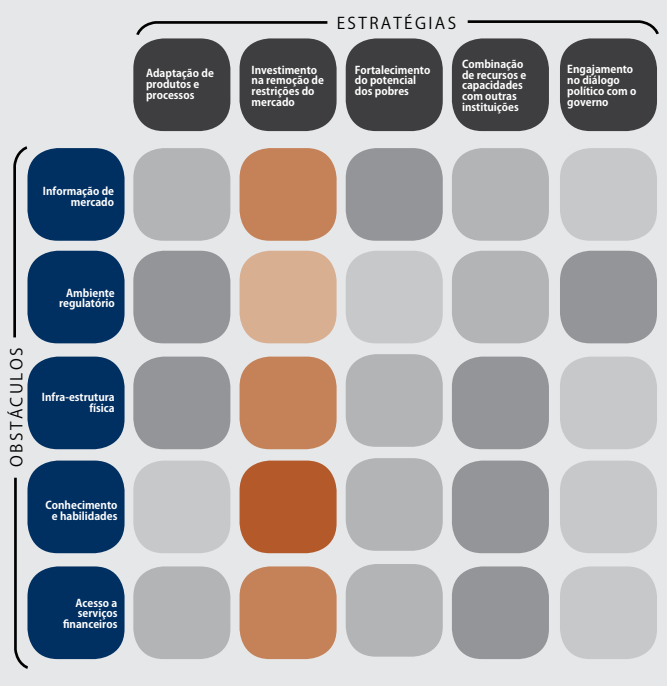 ESTRATÉGIAS
Adaptação de
produtos e
processos
Investimento
na remoção de
restrições do
mercado
Fortalecimento
do potencial
dos pobres
Combinação
de recursos e
capacidades
com outras
instituições
Engajamento
no diálogo
político com o
governo
OBSTÁCULOS
Informação de
mercado
Ambiente
regulatório
Infra-estrutura
física
Conhecimento
e habilidades
Acesso a
serviços
financeiros